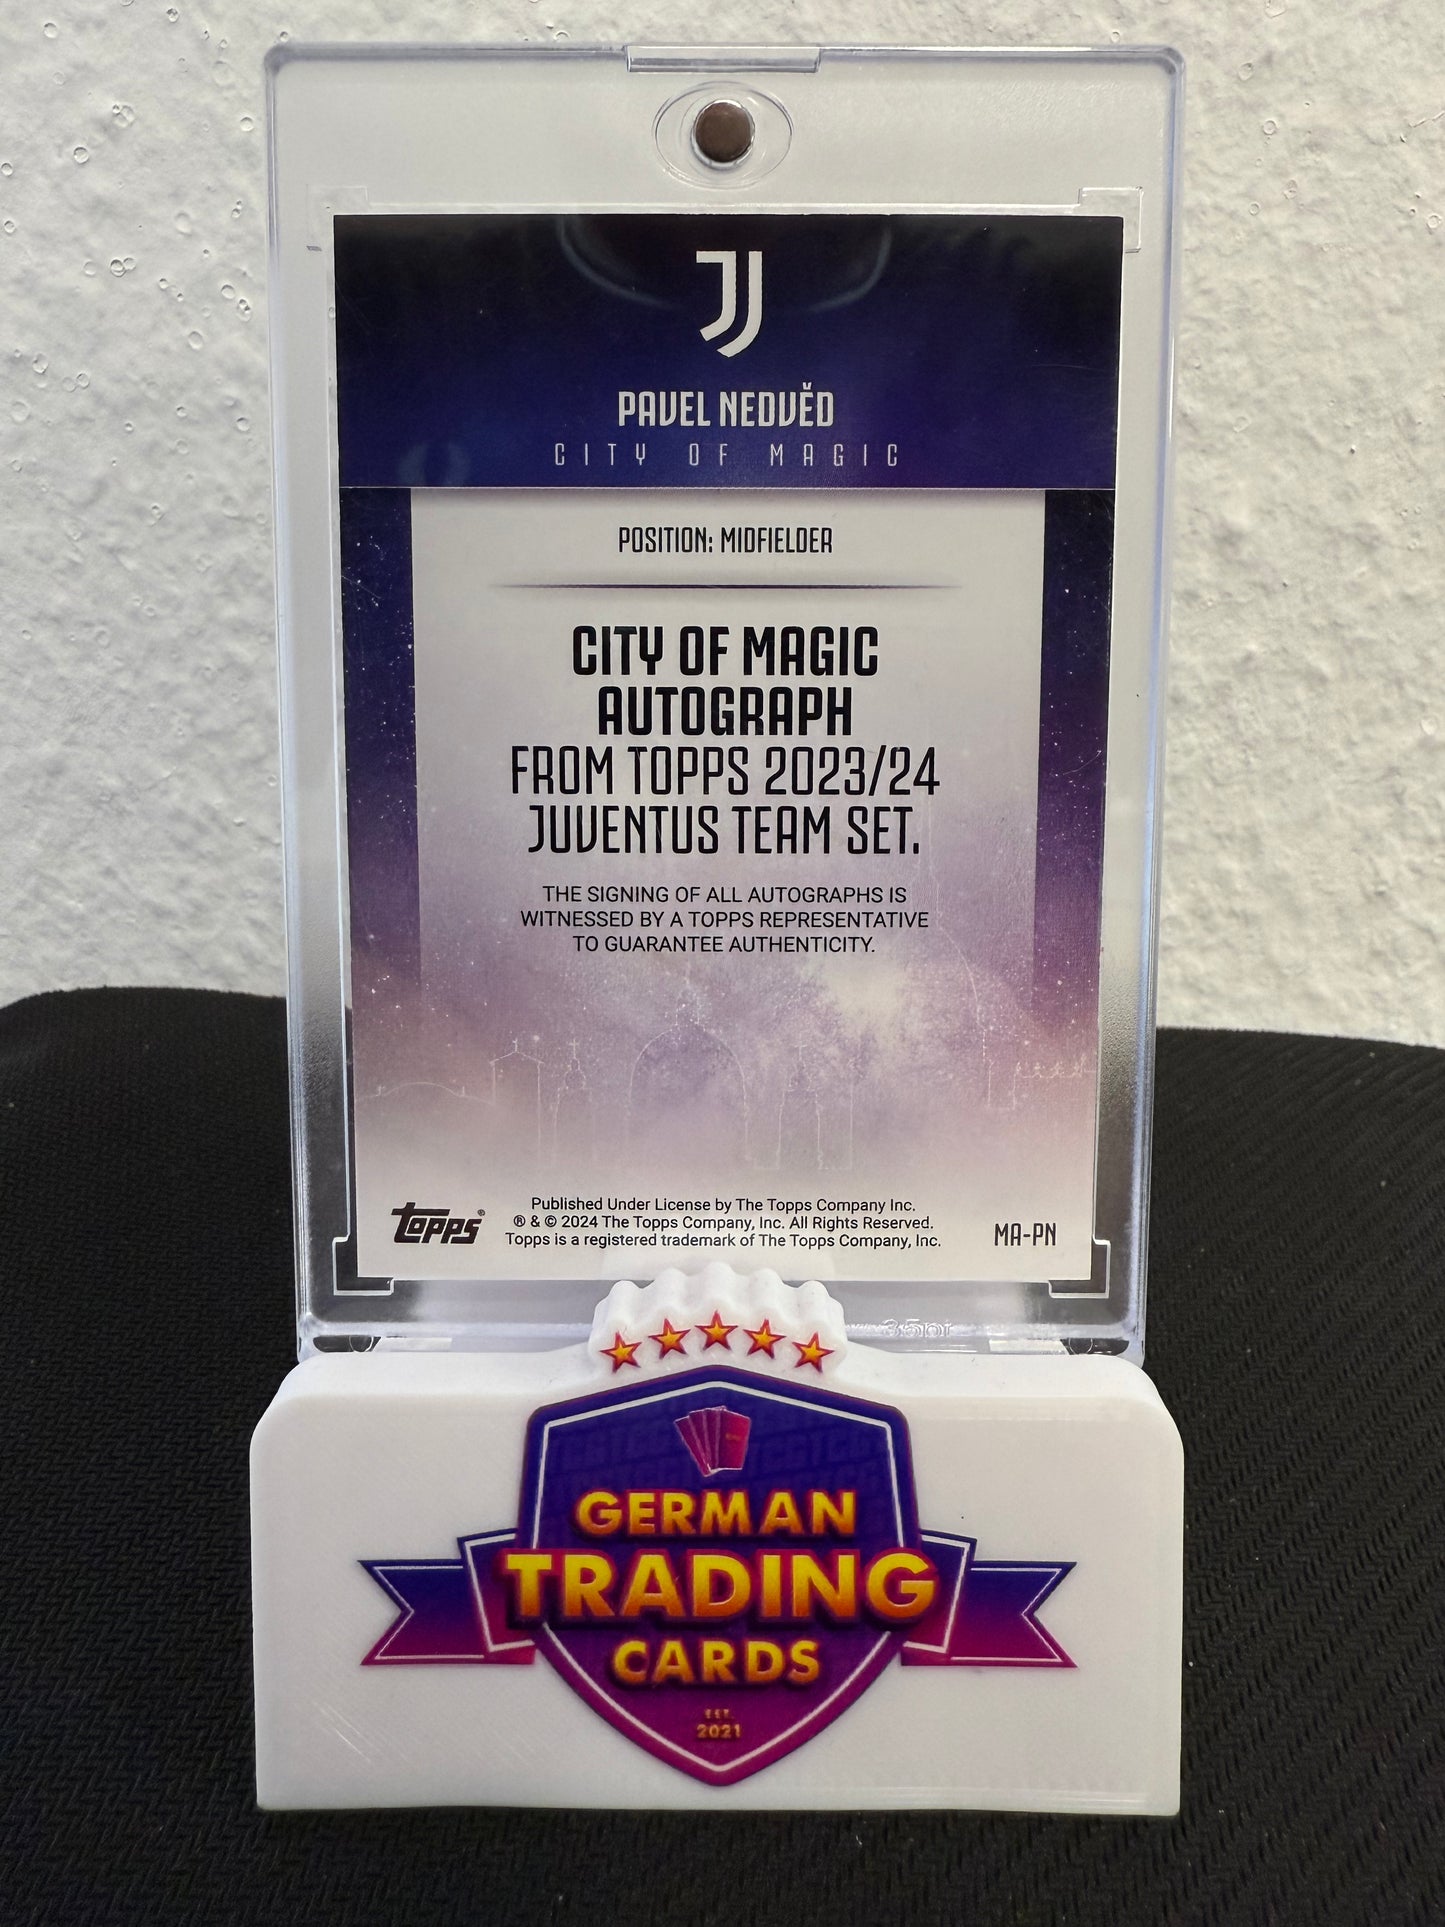 PAVEL NEDVĚD
CITY OF MAGIC
POSITION: MIDFIELDER
CITY OF MAGIC
AUTOGRAPH
FROM TOPPS 2023/24
JUVENTUS TEAM SET.
THE SIGNING OF ALL AUTOGRAPHS IS
WITNESSED BY A TOPPS REPRESENTATIVE
TO GUARANTEE AUTHENTICITY.
Published Under License by The Topps Company Inc.
® & © 2024 The Topps Company, Inc. All Rights Reserved.
Topps is a registered trademark of The Topps Company, Inc.
topps®
MA-PN
35pt
GERMAN
TRADING
CARDS
EST.
2021